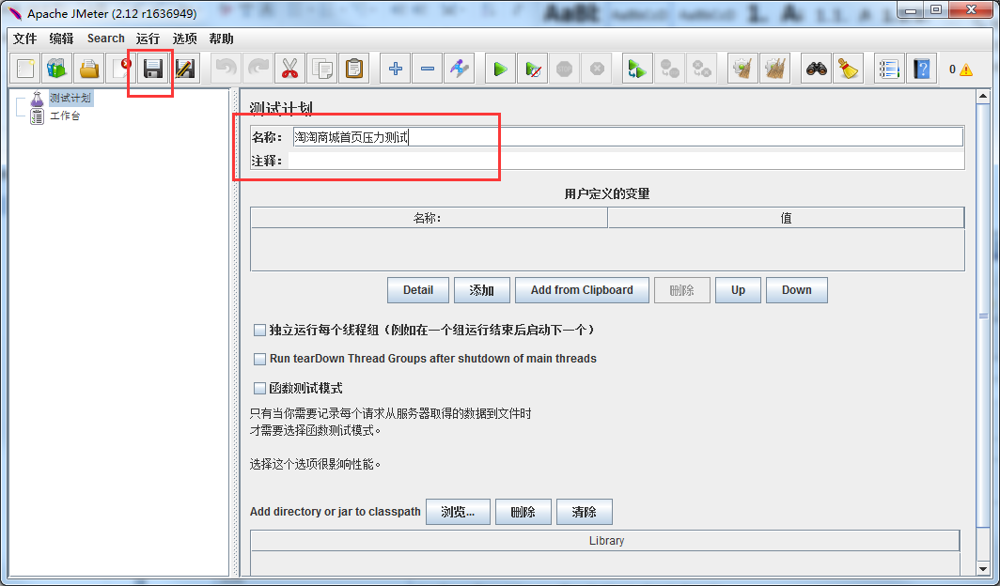 Apache JMeter (2.12 r1636949)
文件 编辑 Search 运行 选项 帮助
0
测试计划
工作台
测试计划
名称： 淘淘商城首页压力测试
注释：
用户定义的变量
名称: 值
Detail 添加 Add from Clipboard 删除 Up Down
独立运行每个线程组（例如在一个组运行结束后启动下一个）
Run tearDown Thread Groups after shutdown of main threads
函数测试模式
只有当你需要记录每个请求从服务器取得的数据到文件时
才需要选择函数测试模式。
选择这个选项很影响性能。
Add directory or jar to classpath 浏览... 删除 清除
Library